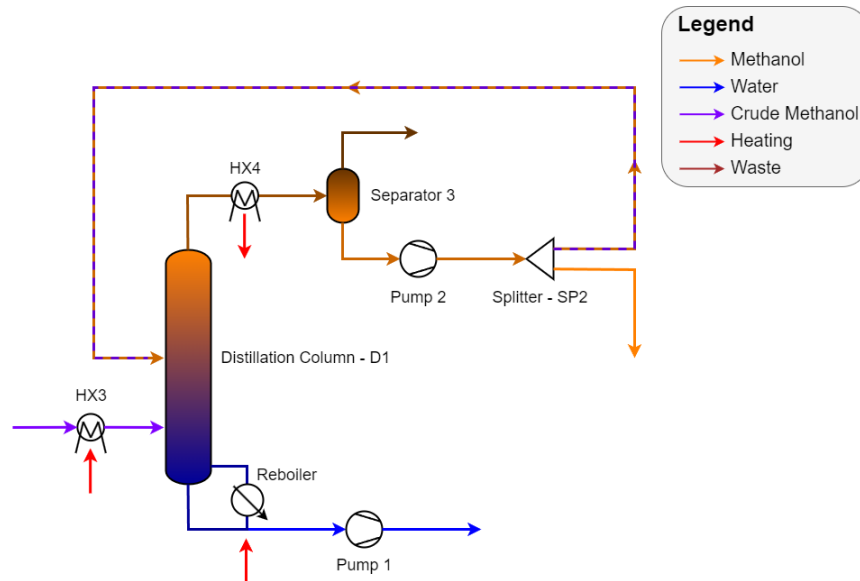 Legend
Methanol
Water
Crude Methanol
Heating
Waste
HX4
Separator 3
Pump 2
Splitter - SP2
Distillation Column - D1
HX3
Reboiler
Pump 1